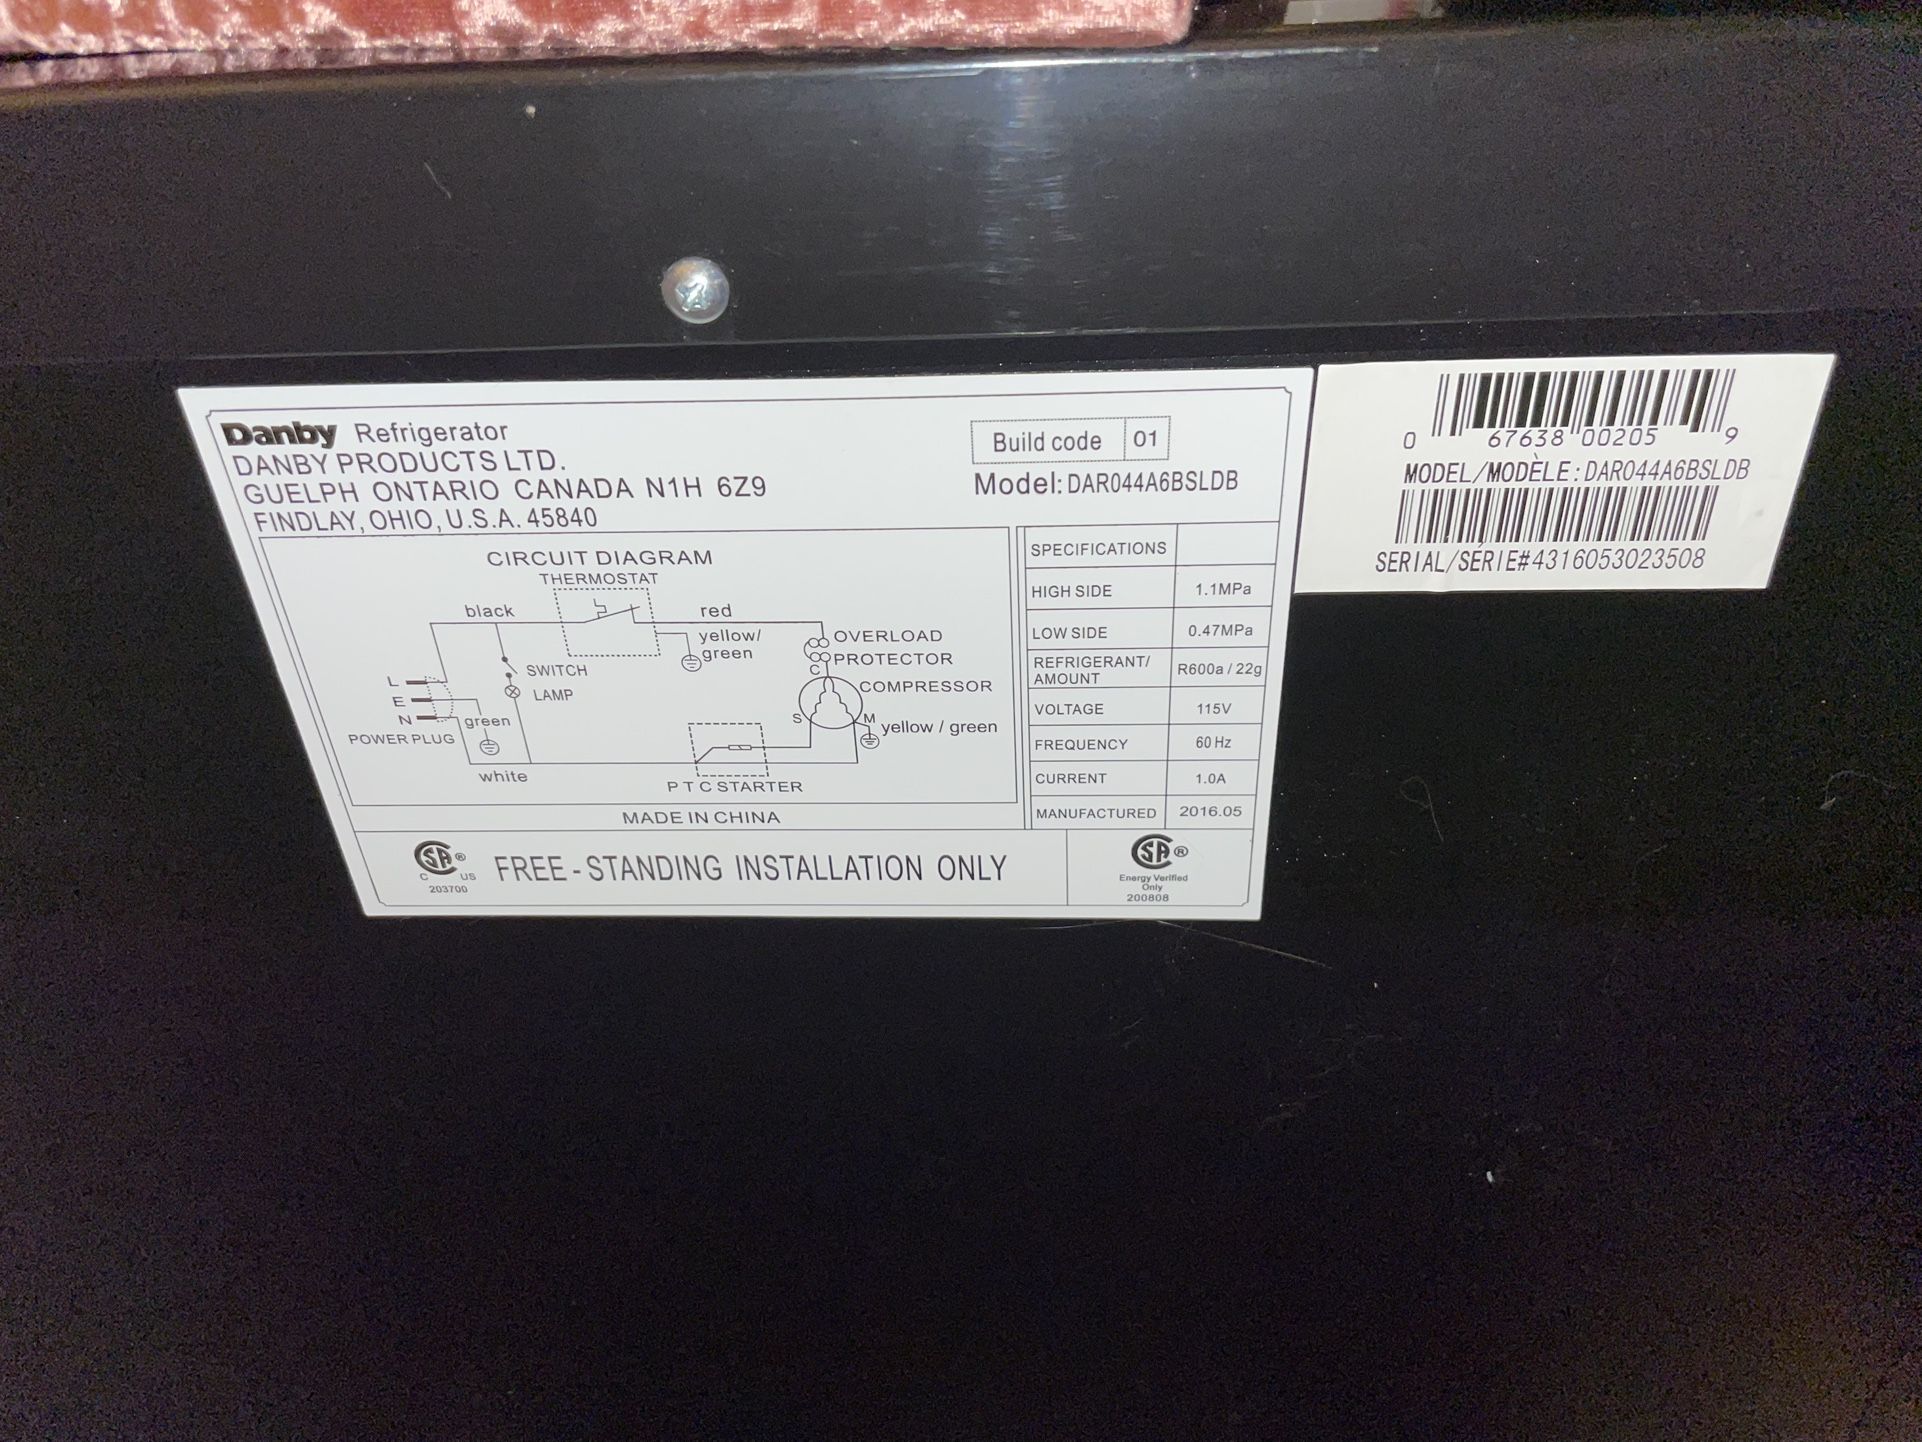 Danby Refrigerator
DANBY PRODUCTS LTD.
GUELPH ONTARIO CANADA N1H 6Z9
FINDLAY, OHIO, U.S.A. 45840
Build code 01
Model: DAR044A6BSLDB
CIRCUIT DIAGRAM
THERMOSTAT
black
red
yellow/
green
OVERLOAD
PROTECTOR
C
SWITCH
LAMP
COMPRESSOR
L
E
N
green
S
M
yellow / green
POWER PLUG
white
P T C STARTER
MADE IN CHINA
SPECIFICATIONS
HIGH SIDE 1.1MPa
LOW SIDE 0.47MPa
REFRIGERANT/
AMOUNT R600a / 22g
VOLTAGE 115V
FREQUENCY 60 Hz
CURRENT 1.0A
MANUFACTURED 2016.05
CSA ®
C US
203700
FREE - STANDING INSTALLATION ONLY
CSA ®
Energy Verified
Only
200808
0 67638 00205 9
MODEL/MODÈLE: DAR044A6BSLDB
SERIAL/SÉRIE#4316053023508